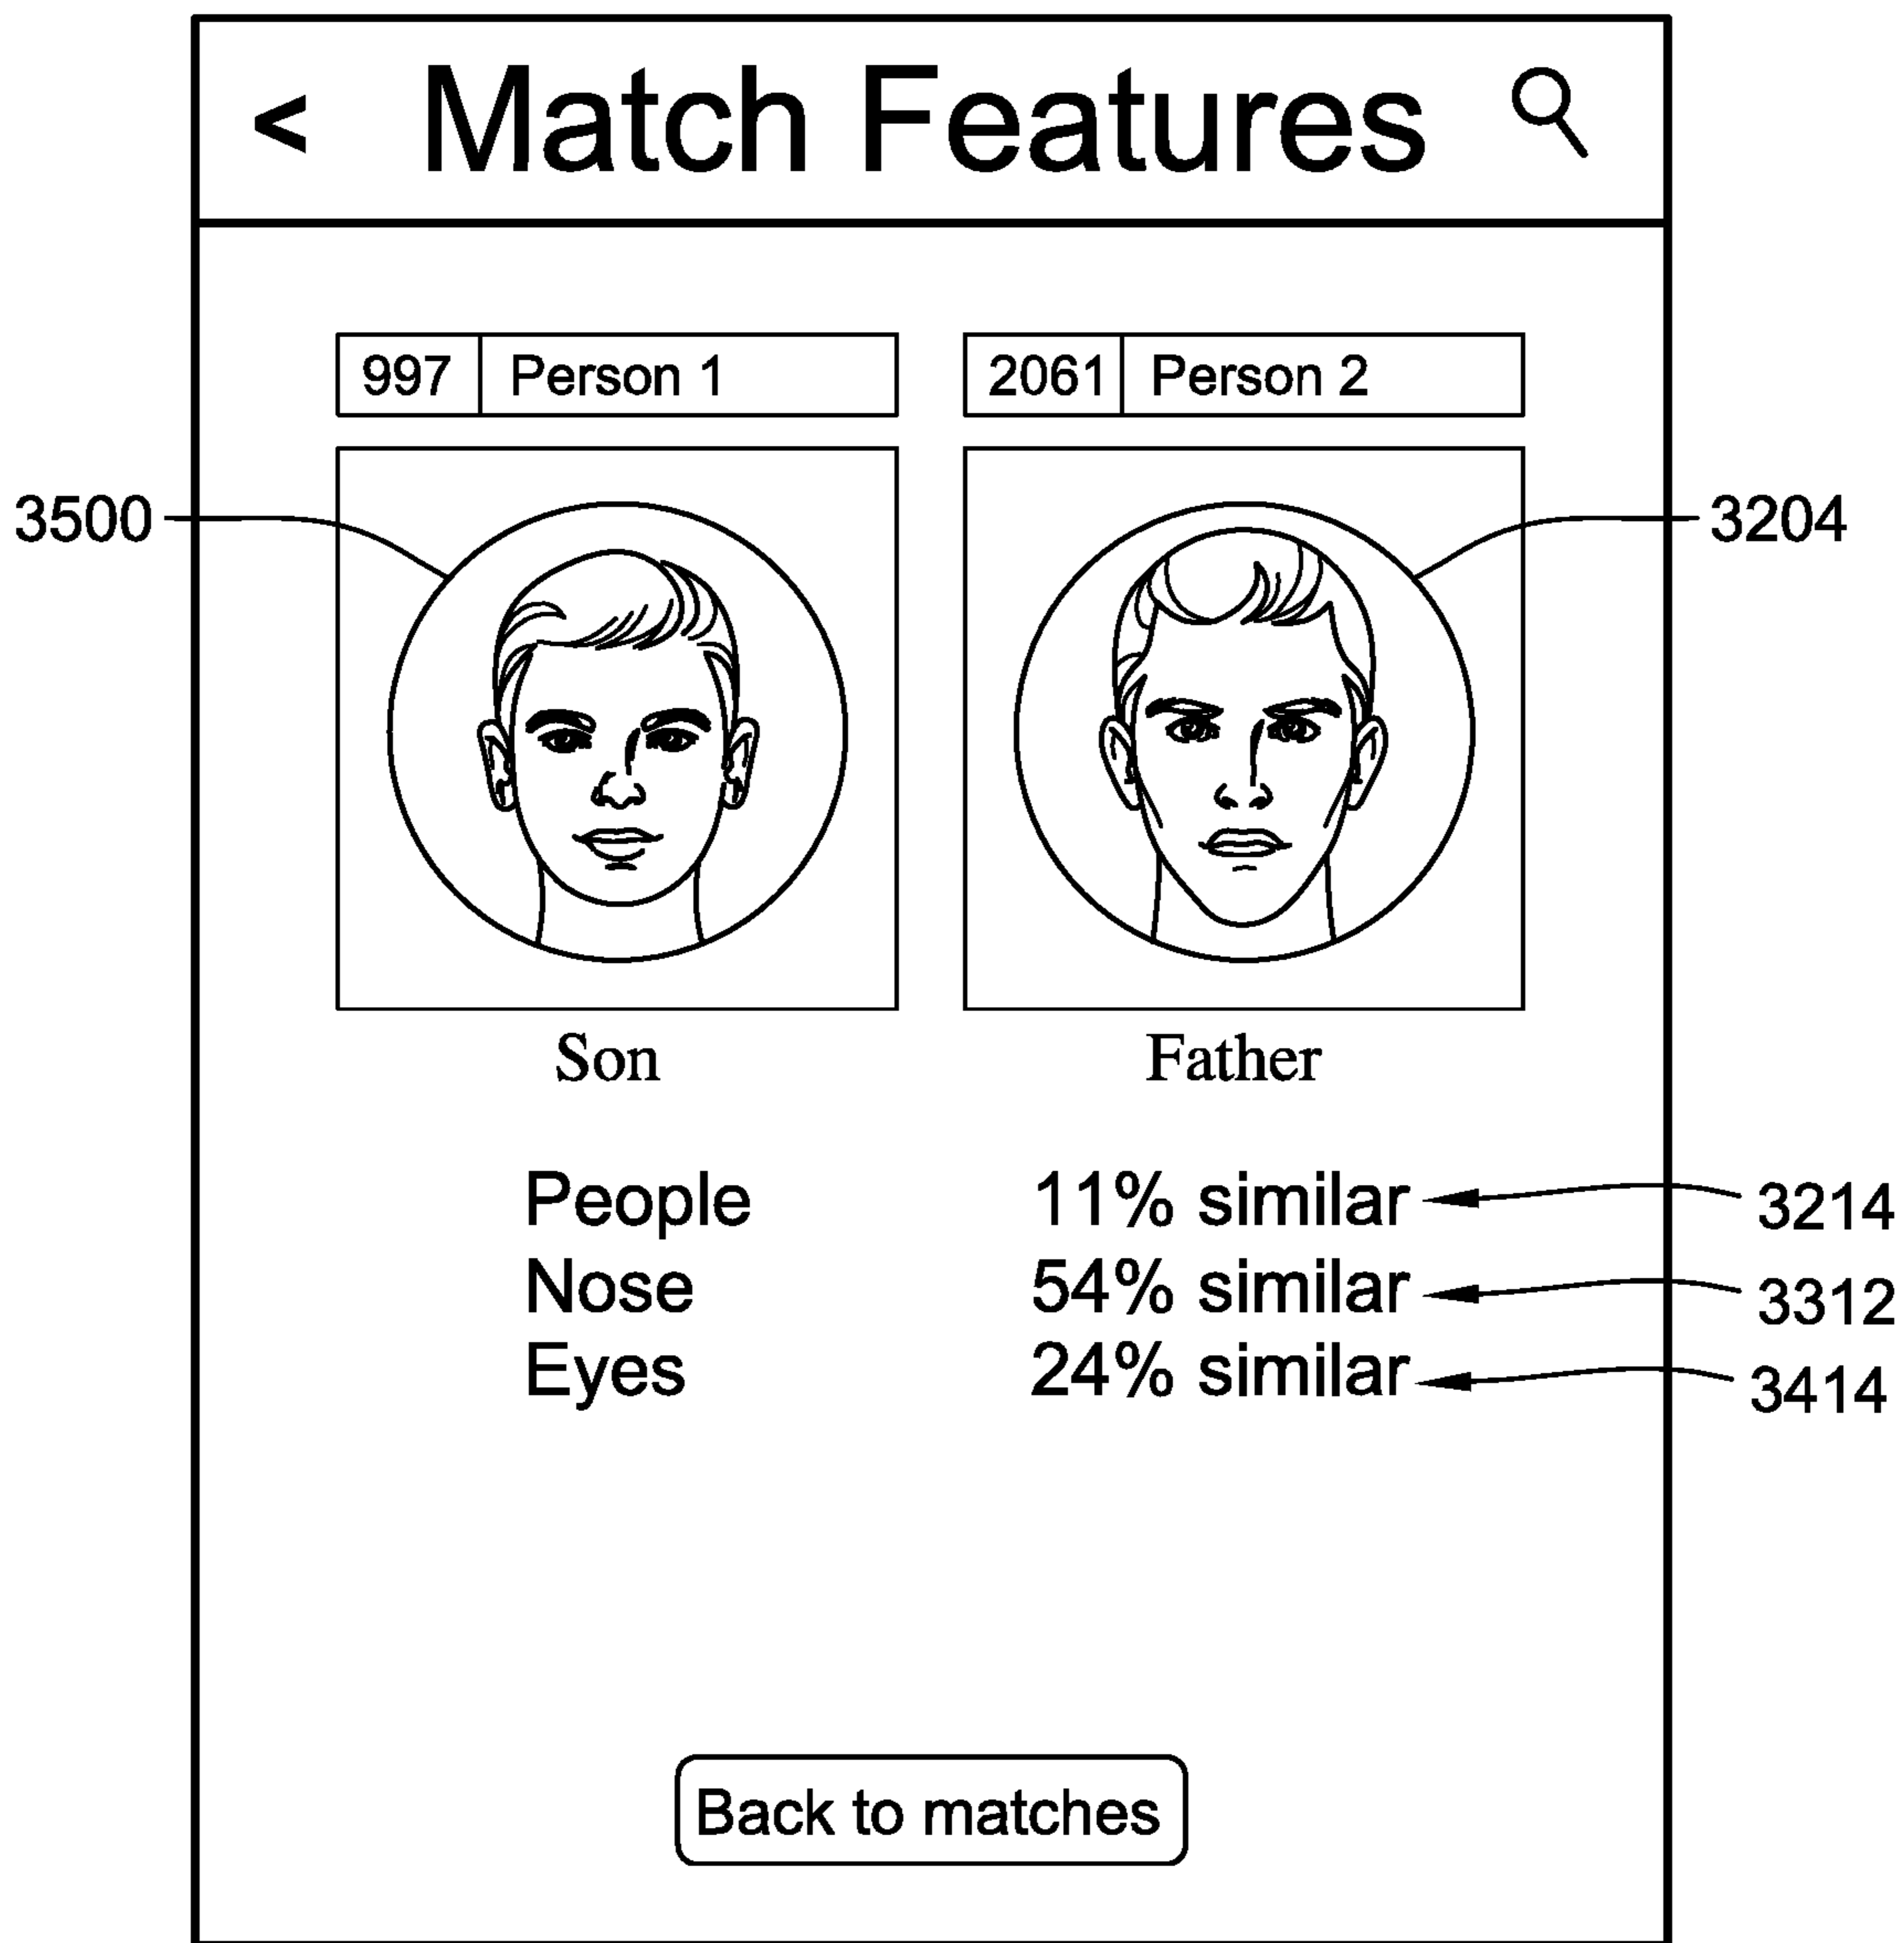 < Match Features
997 Person 1 2061 Person 2
3500 3204
Son Father
People 11% similar 3214
Nose 54% similar 3312
Eyes 24% similar 3414
Back to matches